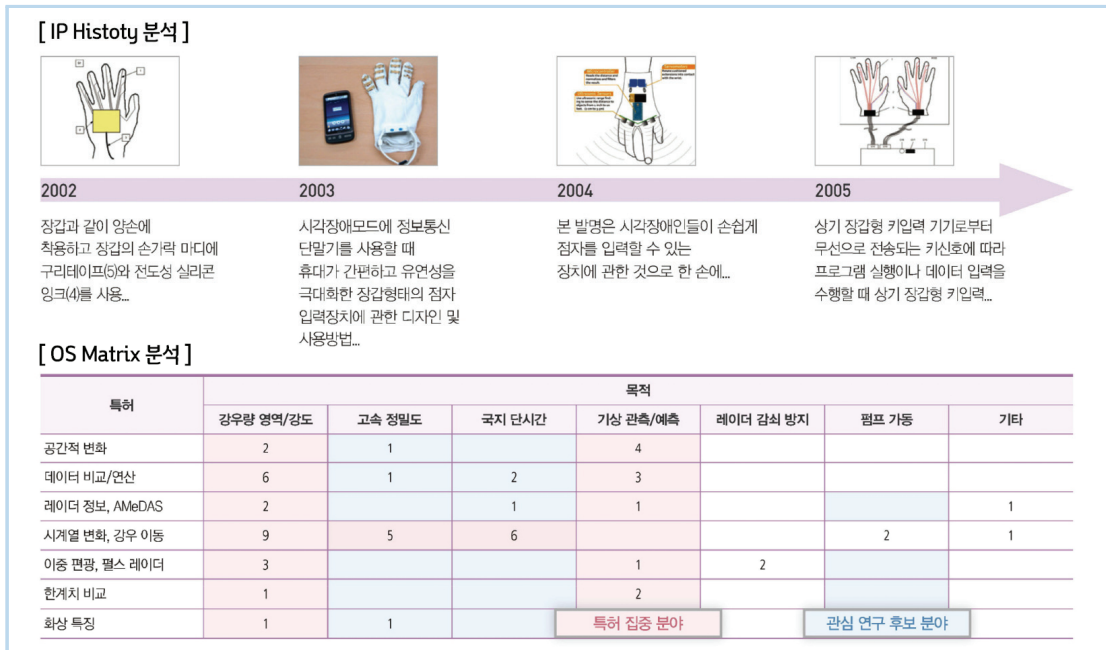 [ IP Histoty 분석 ]
2002
2003
2004
2005
장갑과 같이 양손에
착용하고 장갑의 손가락 마디에
구리테이프(5)와 전도성 실리콘
잉크(4)를 사용...
시각장애모드에 정보통신
단말기를 사용할 때
휴대가 간편하고 유연성을
극대화한 장갑형태의 점자
입력장치에 관한 디자인 및
사용방법...
본 발명은 시각장애인들이 손쉽게
점자를 입력할 수 있는
장치에 관한 것으로 한 손에...
상기 장갑형 키입력 기기로부터
무선으로 전송되는 키신호에 따라
프로그램 실행이나 데이터 입력을
수행할 때 상기 장갑형 키입력...
[ OS Matrix 분석 ]
특허 목적
강우량 영역/강도 고속 정밀도 국지 단시간 기상 관측/예측 레이더 감쇠 방지 펌프 가동 기타
공간적 변화 2 1 4
데이터 비교/연산 6 1 2 3
레이더 정보, AMeDAS 2 1 1 1
시계열 변화, 강우 이동 9 5 6 2 1
이중 편광, 펄스 레이더 3 1 2
한계치 비교 1 2
화상 특징 1 1
특허 집중 분야
관심 연구 후보 분야